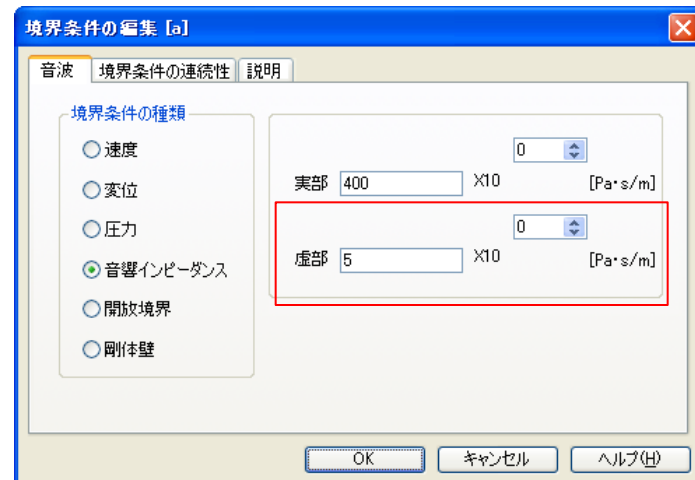 境界条件の編集 [a]
音波 境界条件の連続性 説明
境界条件の種類
速度
変位
圧力
音響インピーダンス
開放境界
剛体壁
0
実部 400 X10 [Pa･s/m]
0
虚部 5 X10 [Pa･s/m]
OK キャンセル ヘルプ(H)